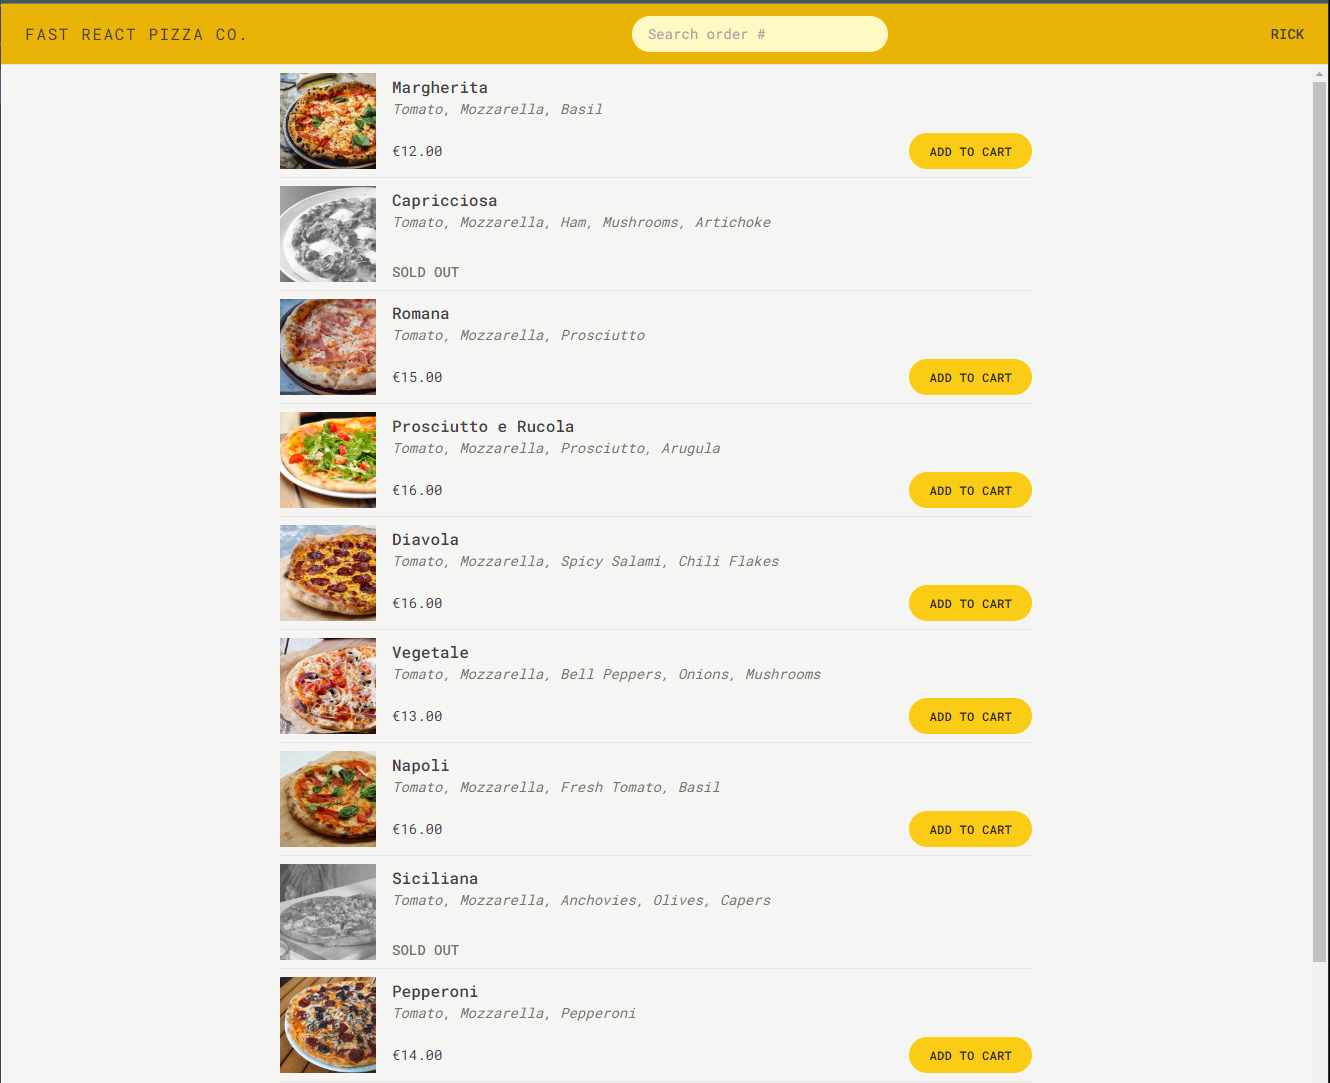 FAST REACT PIZZA CO.
Search order #
RICK
Margherita
Tomato, Mozzarella, Basil
€12.00
ADD TO CART
Capricciosa
Tomato, Mozzarella, Ham, Mushrooms, Artichoke
SOLD OUT
Romana
Tomato, Mozzarella, Prosciutto
€15.00
ADD TO CART
Prosciutto e Rucola
Tomato, Mozzarella, Prosciutto, Arugula
€16.00
ADD TO CART
Diavola
Tomato, Mozzarella, Spicy Salami, Chili Flakes
€16.00
ADD TO CART
Vegetale
Tomato, Mozzarella, Bell Peppers, Onions, Mushrooms
€13.00
ADD TO CART
Napoli
Tomato, Mozzarella, Fresh Tomato, Basil
€16.00
ADD TO CART
Siciliana
Tomato, Mozzarella, Anchovies, Olives, Capers
SOLD OUT
Pepperoni
Tomato, Mozzarella, Pepperoni
€14.00
ADD TO CART